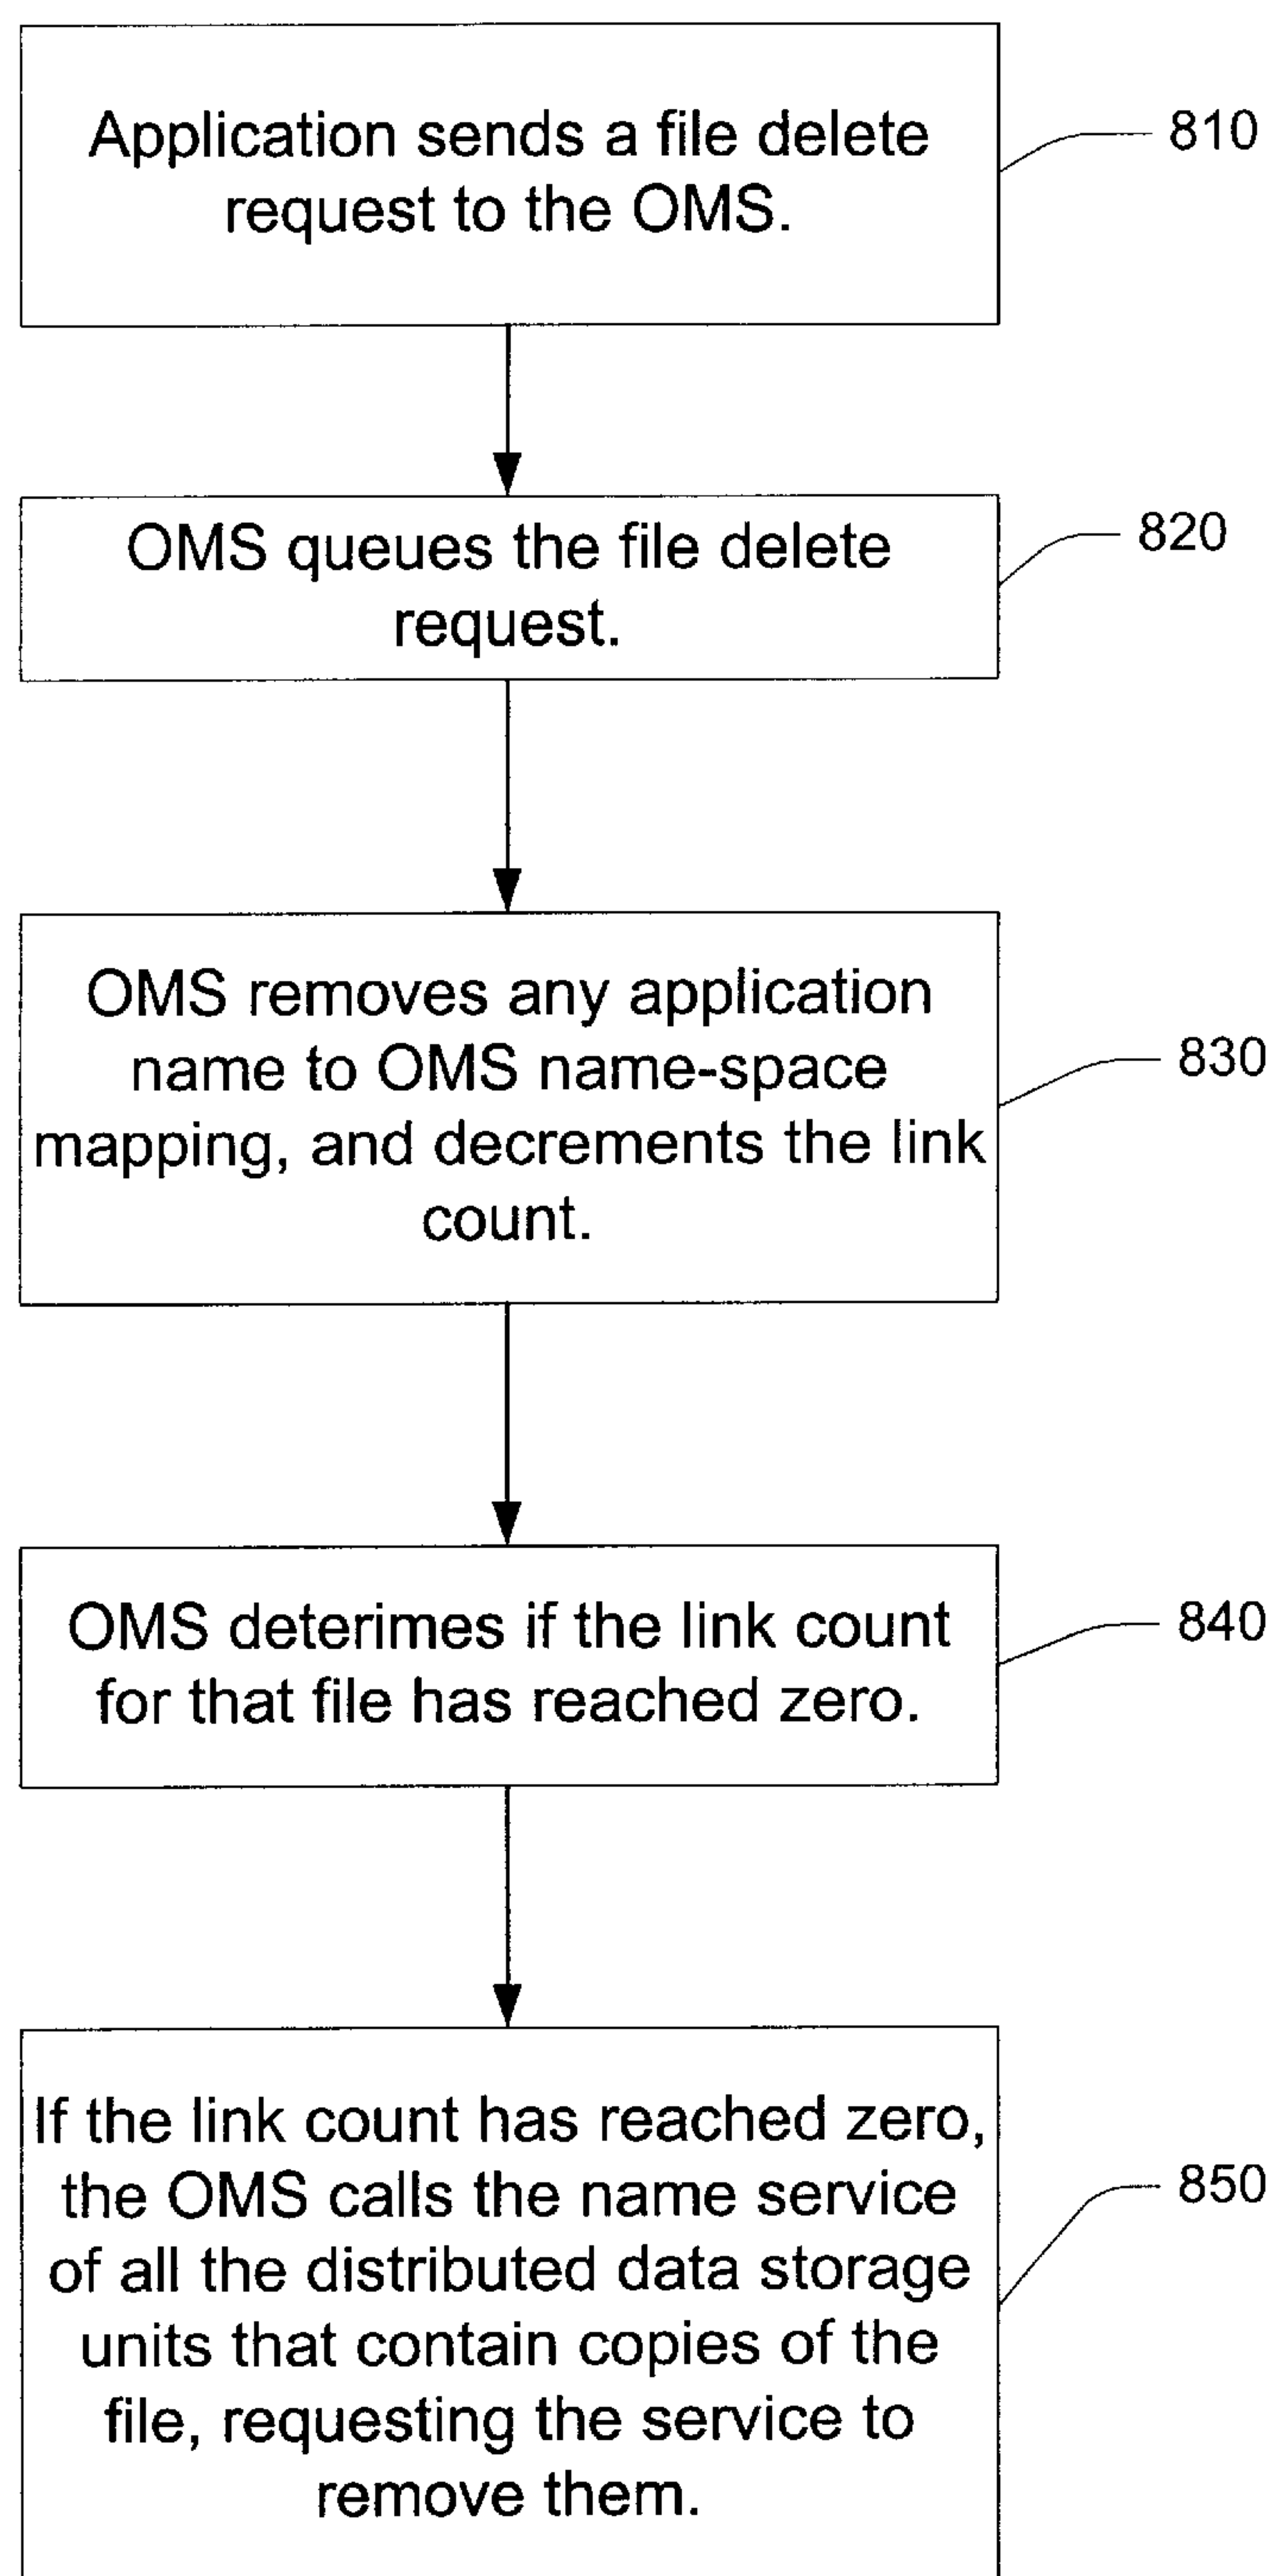 Application sends a file delete
request to the OMS.
810
OMS queues the file delete
request.
820
OMS removes any application
name to OMS name-space
mapping, and decrements the link
count.
830
OMS deterimes if the link count
for that file has reached zero.
840
If the link count has reached zero,
the OMS calls the name service
of all the distributed data storage
units that contain copies of the
file, requesting the service to
remove them.
850